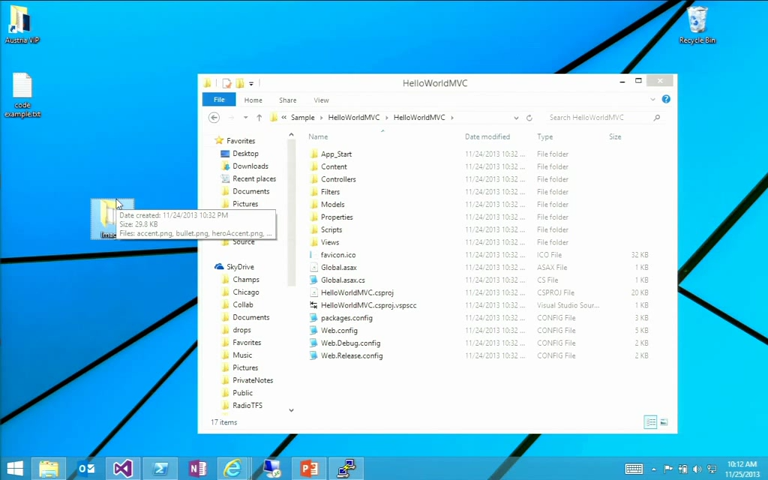 Austria VIP
Recycle Bin
code
example.txt
HelloWorldMVC
File Home Share View
« Sample HelloWorldMVC HelloWorldMVC
Search HelloWorldMVC
Favorites
Desktop
Downloads
Recent places
Documents
Pictures
Source
SkyDrive
Champs
Chicago
Collab
Documents
drops
Favorites
Music
Pictures
PrivateNotes
Public
RadioTFS
Date created: 11/24/2013 10:32 PM
Size: 29.8 KB
Files: accent.png, bullet.png, heroAccent.png, ...
Name Date modified Type Size
App_Start 11/24/2013 10:32 ... File folder
Content 11/24/2013 10:32 ... File folder
Controllers 11/24/2013 10:32 ... File folder
Filters 11/24/2013 10:32 ... File folder
Models 11/24/2013 10:32 ... File folder
Properties 11/24/2013 10:32 ... File folder
Scripts 11/24/2013 10:32 ... File folder
Views 11/24/2013 10:32 ... File folder
favicon.ico 11/24/2013 10:32 ... ICO File 32 KB
Global.asax 11/24/2013 10:32 ... ASAX File 1 KB
Global.asax.cs 11/24/2013 10:32 ... CS File 1 KB
HelloWorldMVC.csproj 11/24/2013 10:32 ... CSPROJ File 20 KB
HelloWorldMVC.csproj.vspscc 11/24/2013 10:32 ... Visual Studio Sour... 1 KB
packages.config 11/24/2013 10:32 ... CONFIG File 2 KB
Web.config 11/24/2013 10:32 ... CONFIG File 5 KB
Web.Debug.config 11/24/2013 10:32 ... CONFIG File 2 KB
Web.Release.config 11/24/2013 10:32 ... CONFIG File 2 KB
17 items
10:12 AM
11/25/2013